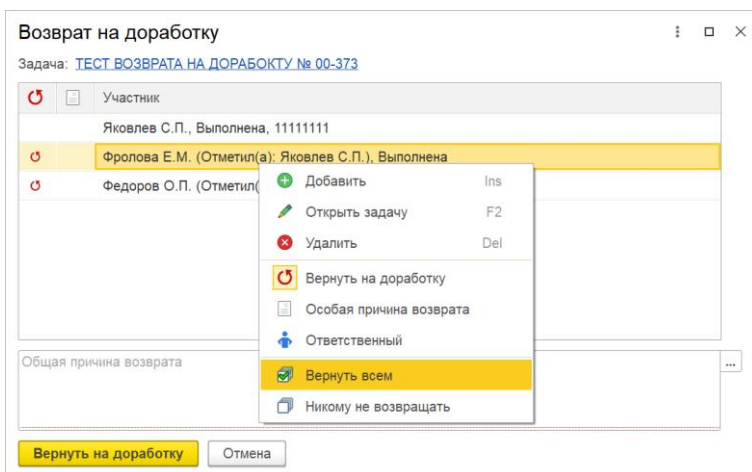 Возврат на доработку
Задача: ТЕСТ ВОЗВРАТА НА ДОРАБОКТУ № 00-373
Участник
Яковлев С.П., Выполнена, 11111111
Фролова Е.М. (Отметил(а): Яковлев С.П.), Выполнена
Федоров О.П. (Отметил(
Добавить Ins
Открыть задачу F2
Удалить Del
Вернуть на доработку
Особая причина возврата
Ответственный
Вернуть всем
Никому не возвращать
Общая причина возврата
...
Вернуть на доработку Отмена